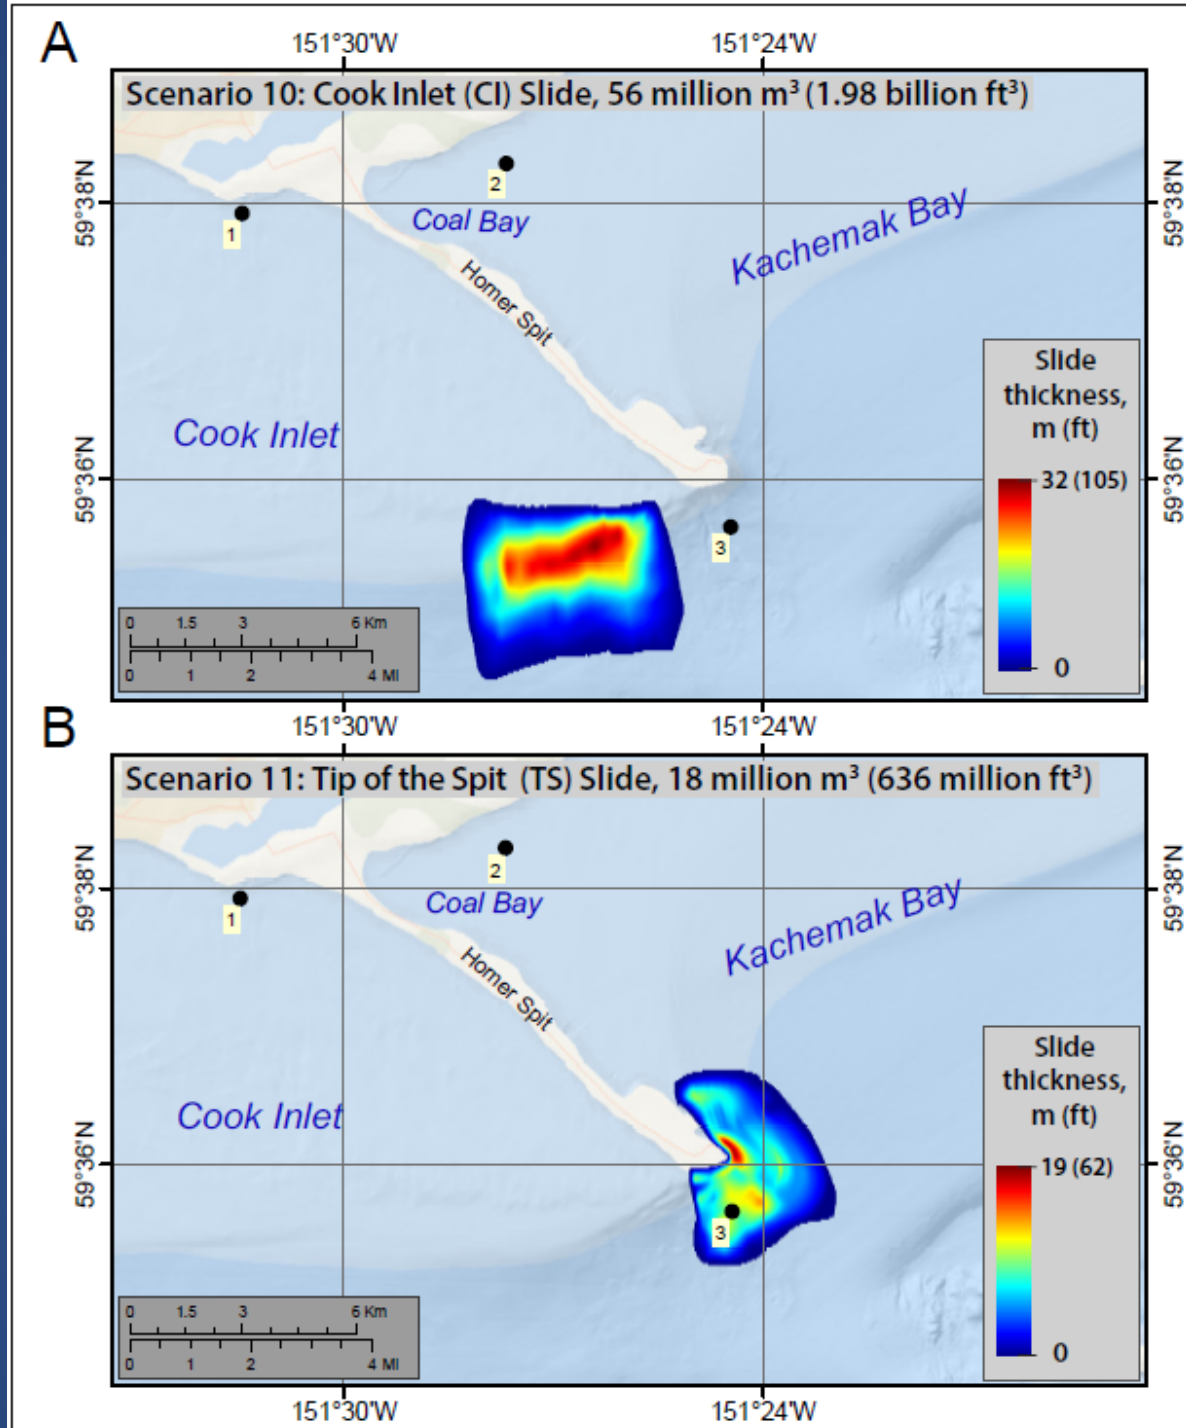 A
151°30'W
151°24'W
Scenario 10: Cook Inlet (CI) Slide, 56 million m³ (1.98 billion ft³)
59°38'N
59°38'N
1
2
Coal Bay
Kachemak Bay
Homer Spit
Cook Inlet
59°36'N
59°36'N
3
Slide
thickness,
m (ft)
32 (105)
0
0 1.5 3 6 Km
0 1 2 4 MI
151°30'W
151°24'W
B
Scenario 11: Tip of the Spit (TS) Slide, 18 million m³ (636 million ft³)
59°38'N
59°38'N
1
2
Coal Bay
Kachemak Bay
Homer Spit
Cook Inlet
59°36'N
59°36'N
3
Slide
thickness,
m (ft)
19 (62)
0
0 1.5 3 6 Km
0 1 2 4 MI
151°30'W
151°24'W